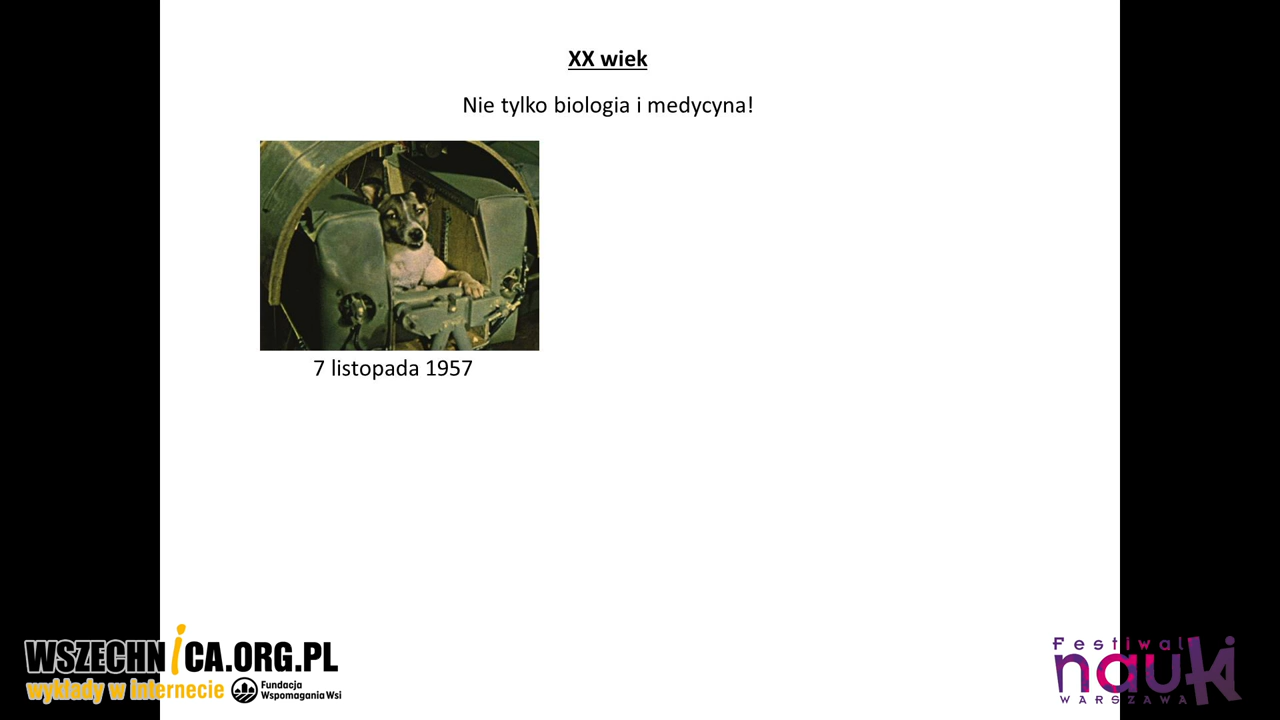 XX wiek
Nie tylko biologia i medycyna!
7 listopada 1957
WSZECHNiCA.ORG.PL
wykłady w internecie
Fundacja
Wspomagania Wsi
Festiwal
nauki
WARSZAWA